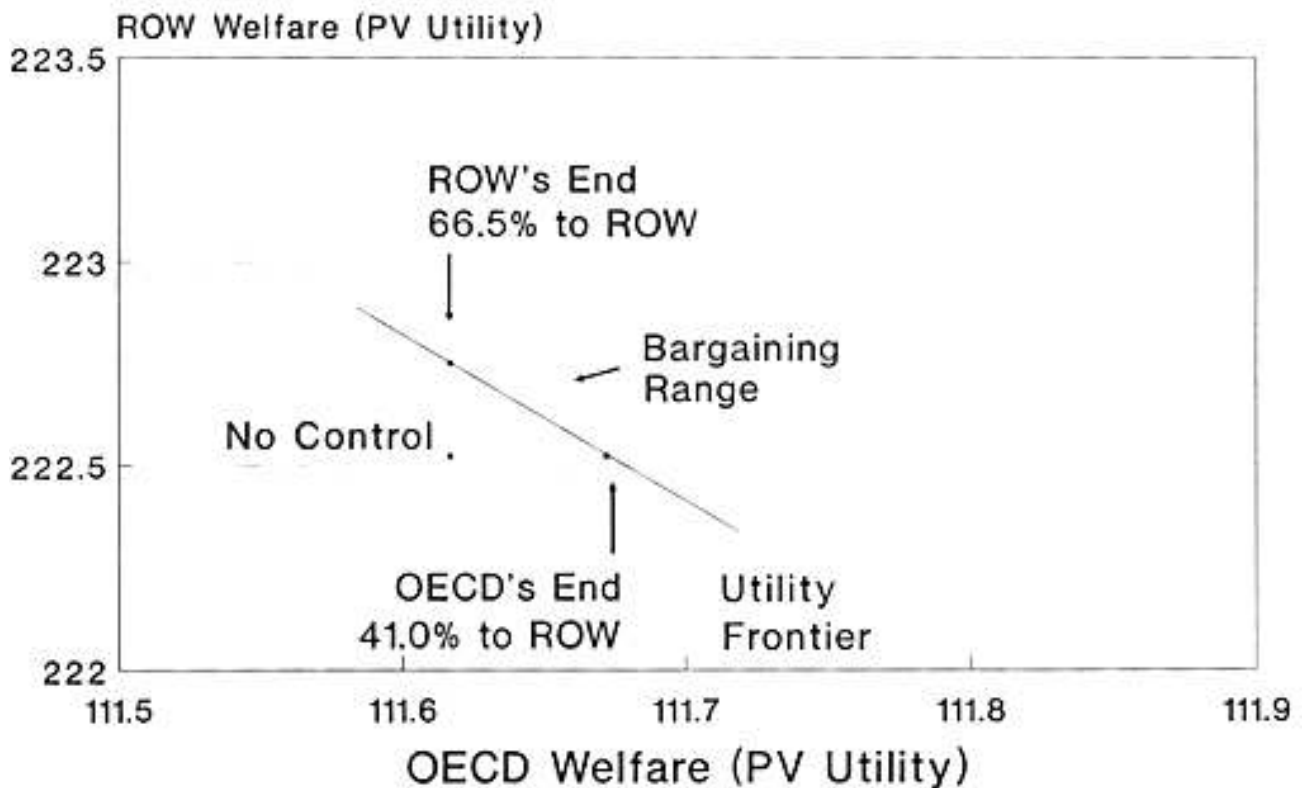 ROW Welfare (PV Utility)
223.5
ROW's End
66.5% to ROW
223
Bargaining
Range
No Control
222.5
OECD's End
41.0% to ROW
Utility
Frontier
222
111.5 111.6 111.7 111.8 111.9
OECD Welfare (PV Utility)